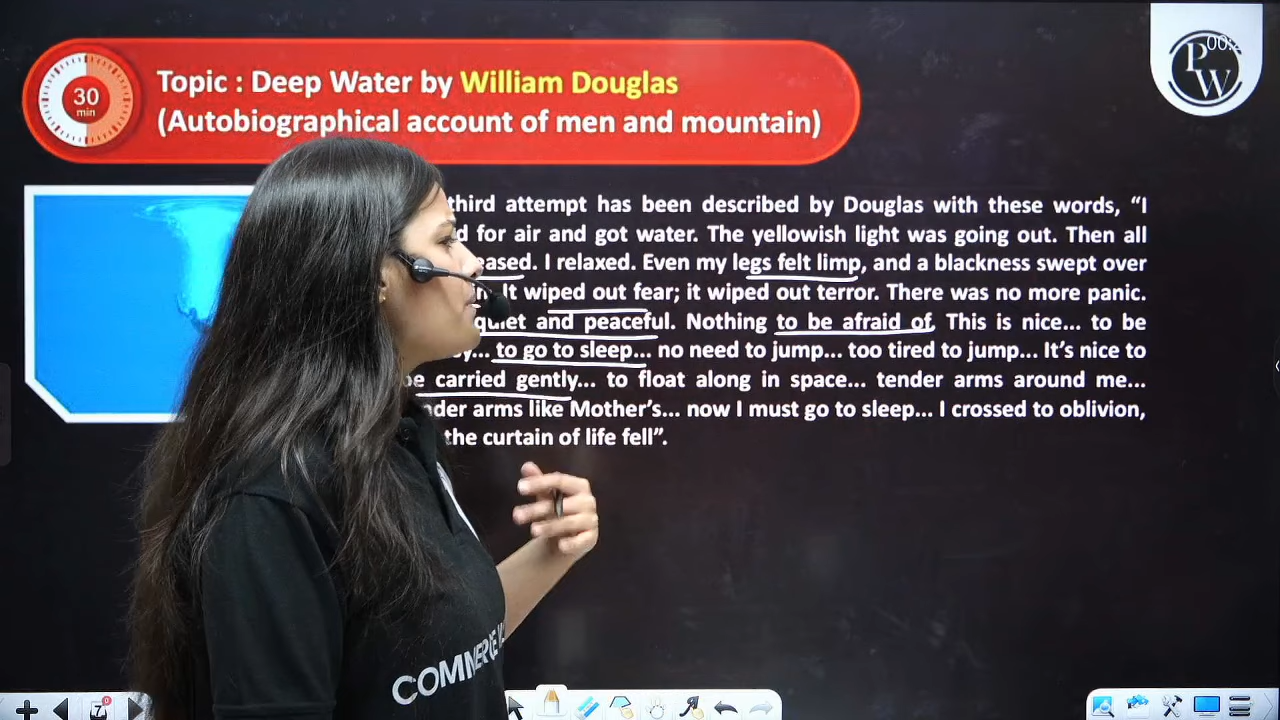 30
min
Topic : Deep Water by William Douglas
(Autobiographical account of men and mountain)
P
W
third attempt has been described by Douglas with these words, “I
for air and got water. The yellowish light was going out. Then all
I relaxed. Even my legs felt limp, and a blackness swept over
It wiped out fear; it wiped out terror. There was no more panic.
quiet and peaceful. Nothing to be afraid of. This is nice... to be
to go to sleep... no need to jump... too tired to jump... It’s nice to
carried gently... to float along in space... tender arms around me...
arms like Mother’s... now I must go to sleep... I crossed to oblivion,
the curtain of life fell”.
7